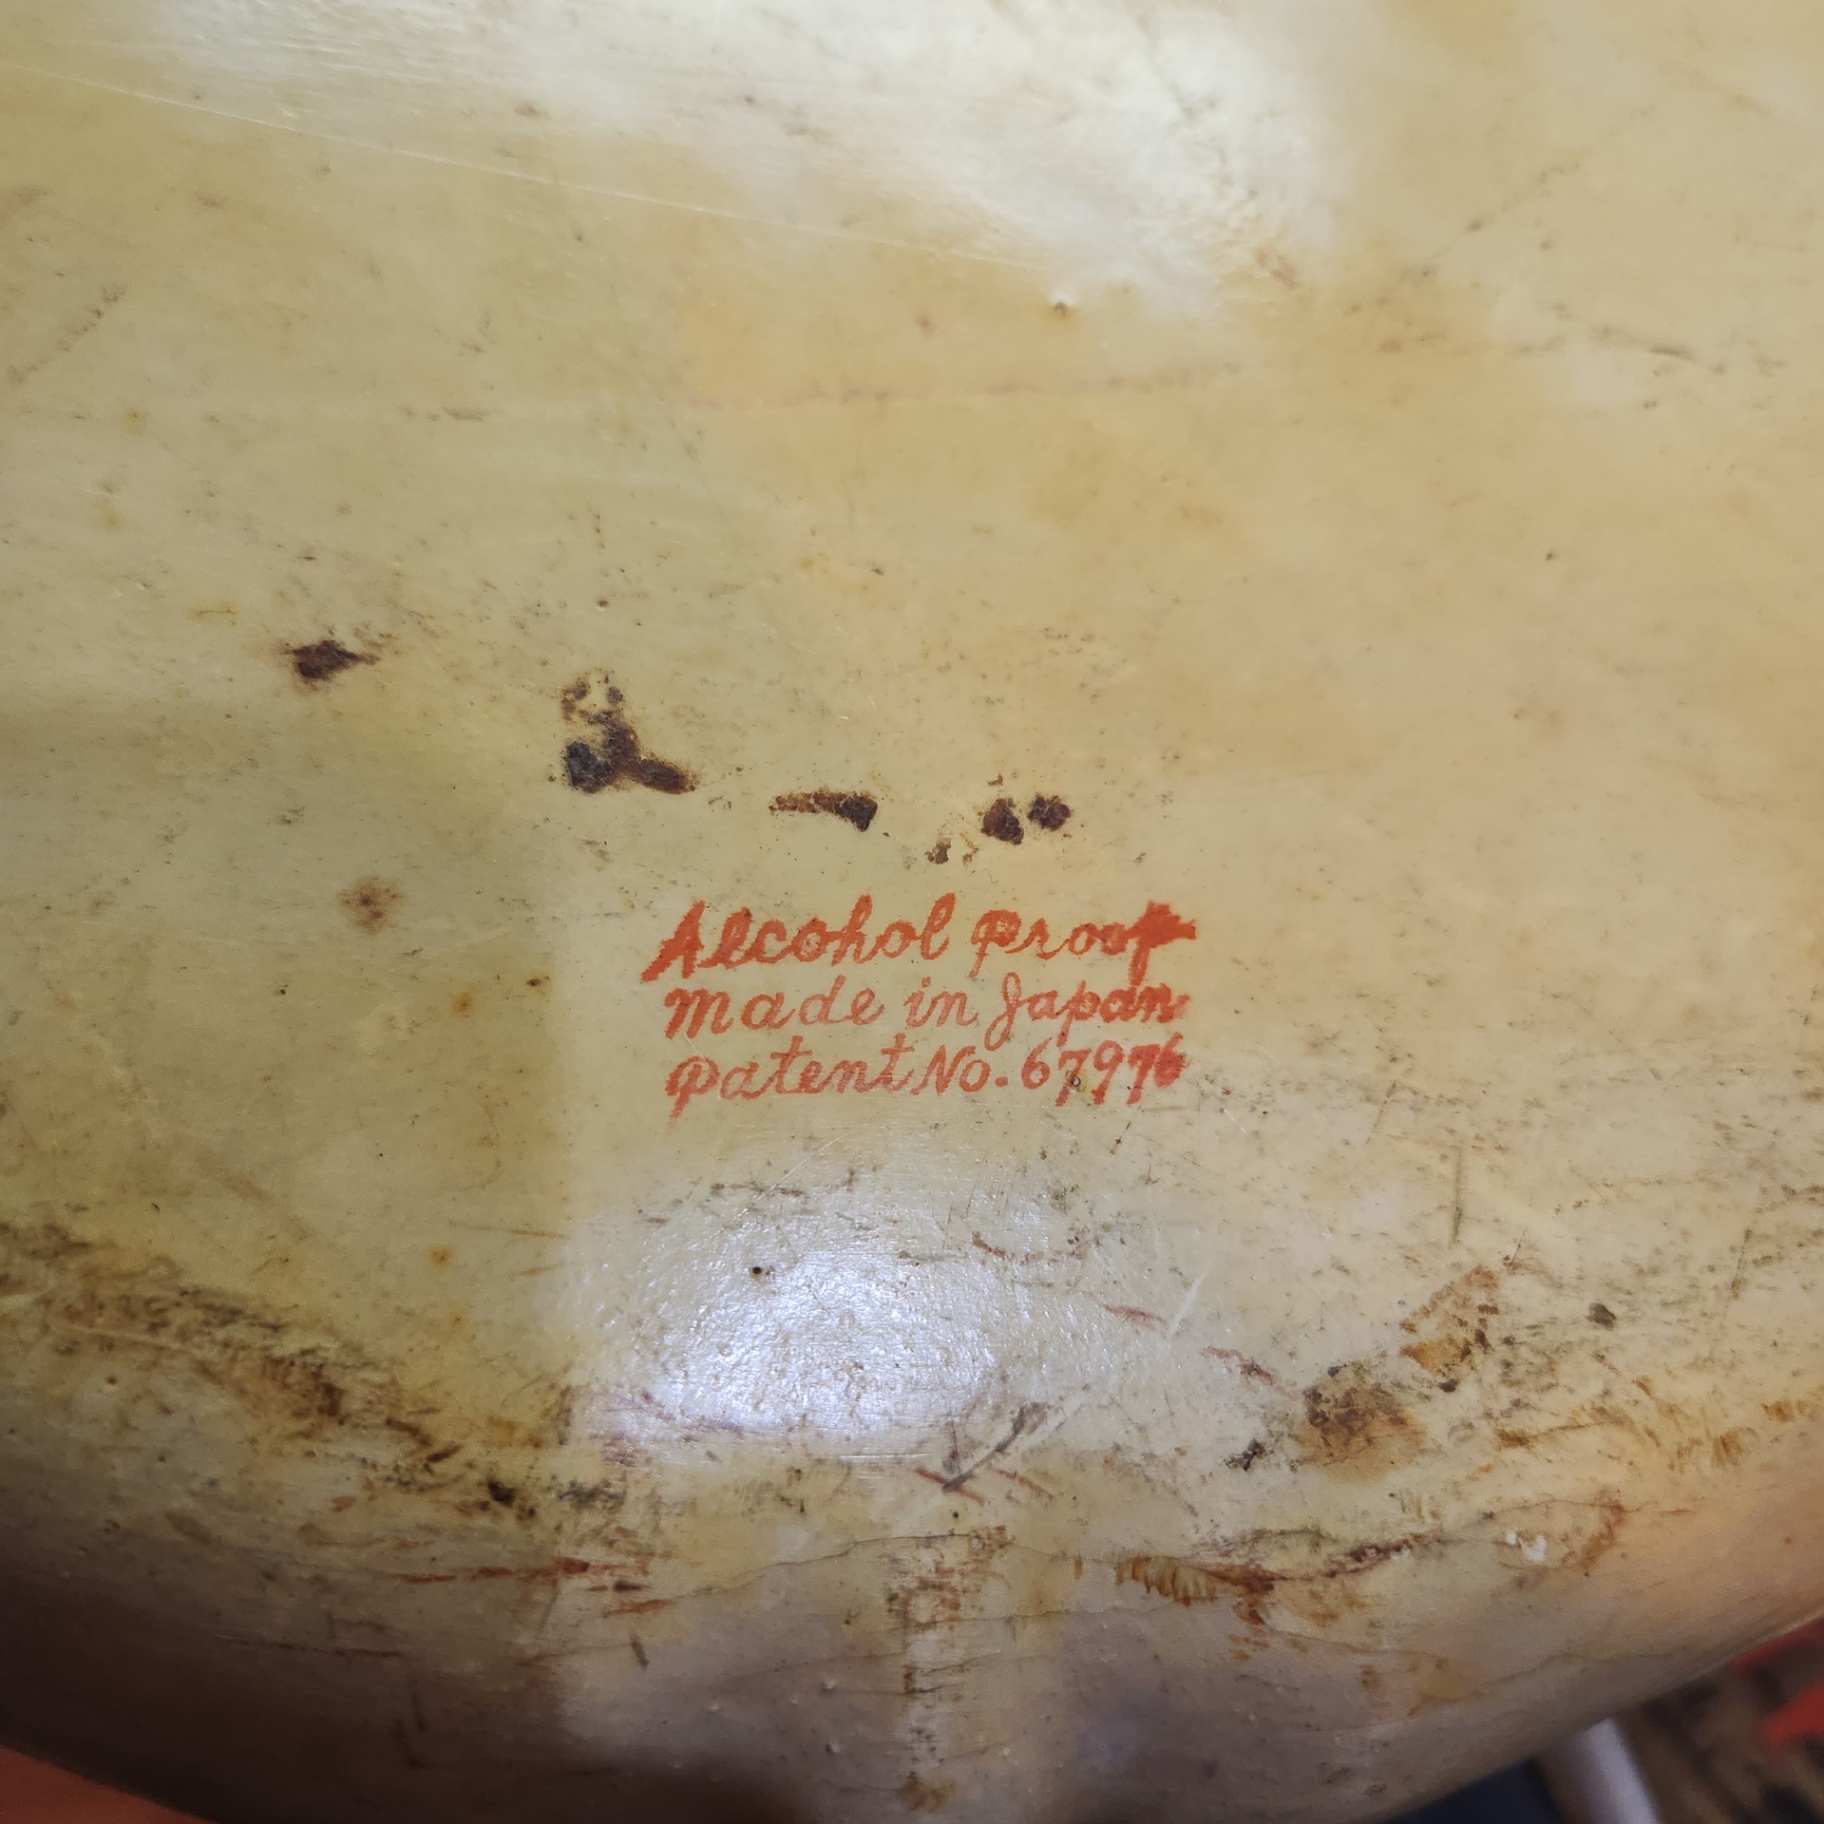 Alcohol Proof
Made in Japan
Patent No. 67976